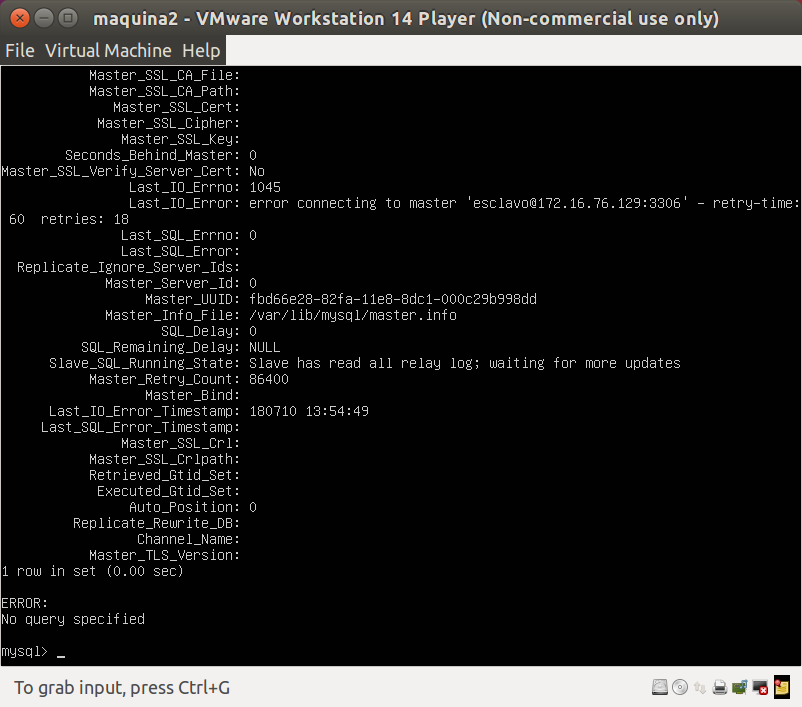 maquina2 - VMware Workstation 14 Player (Non-commercial use only)
File Virtual Machine Help
Master_SSL_CA_File:
Master_SSL_CA_Path:
Master_SSL_Cert:
Master_SSL_Cipher:
Master_SSL_Key:
Seconds_Behind_Master: 0
Master_SSL_Verify_Server_Cert: No
Last_IO_Errno: 1045
Last_IO_Error: error connecting to master 'esclavo@172.16.76.129:3306' - retry-time:
60 retries: 18
Last_SQL_Errno: 0
Last_SQL_Error:
Replicate_Ignore_Server_Ids:
Master_Server_Id: 0
Master_UUID: fbd66e28-82fa-11e8-8dc1-000c29b998dd
Master_Info_File: /var/lib/mysql/master.info
SQL_Delay: 0
SQL_Remaining_Delay: NULL
Slave_SQL_Running_State: Slave has read all relay log; waiting for more updates
Master_Retry_Count: 86400
Master_Bind:
Last_IO_Error_Timestamp: 180710 13:54:49
Last_SQL_Error_Timestamp:
Master_SSL_Crl:
Master_SSL_Crlpath:
Retrieved_Gtid_Set:
Executed_Gtid_Set:
Auto_Position: 0
Replicate_Rewrite_DB:
Channel_Name:
Master_TLS_Version:
1 row in set (0.00 sec)
ERROR:
No query specified
mysql> _
To grab input, press Ctrl+G